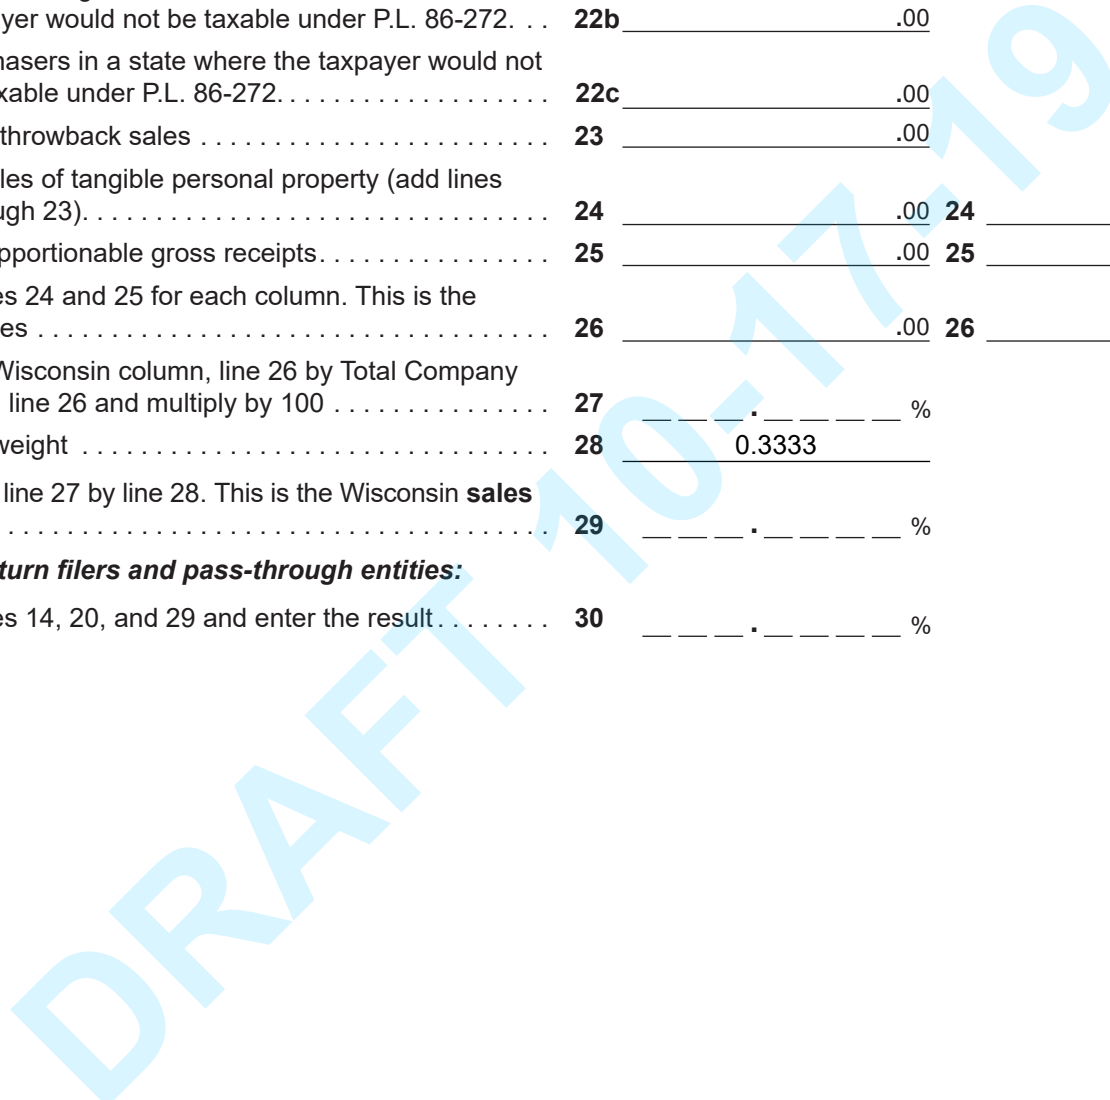 yer would not be taxable under P.L. 86-272. . . 22b .00
hasers in a state where the taxpayer would not
xable under P.L. 86-272. . . . . . . . . . . . . . . . . . . 22c .00
throwback sales . . . . . . . . . . . . . . . . . . . . . . . . 23 .00
les of tangible personal property (add lines
ugh 23). . . . . . . . . . . . . . . . . . . . . . . . . . . . . . . . 24 .00 24
pportionable gross receipts. . . . . . . . . . . . . . . . 25 .00 25
es 24 and 25 for each column. This is the
es . . . . . . . . . . . . . . . . . . . . . . . . . . . . . . . . . . . 26 .00 26
Wisconsin column, line 26 by Total Company
line 26 and multiply by 100 . . . . . . . . . . . . . . . 27 __ __ __ . __ __ __ __ %
weight . . . . . . . . . . . . . . . . . . . . . . . . . . . . . . . . 28 0.3333
line 27 by line 28. This is the Wisconsin sales
. . . . . . . . . . . . . . . . . . . . . . . . . . . . . . . . . . . . . 29 __ __ __ . __ __ __ __ %
turn filers and pass-through entities:
es 14, 20, and 29 and enter the result. . . . . . . . 30 __ __ __ . __ __ __ __ %
DRAFT 10-17-19